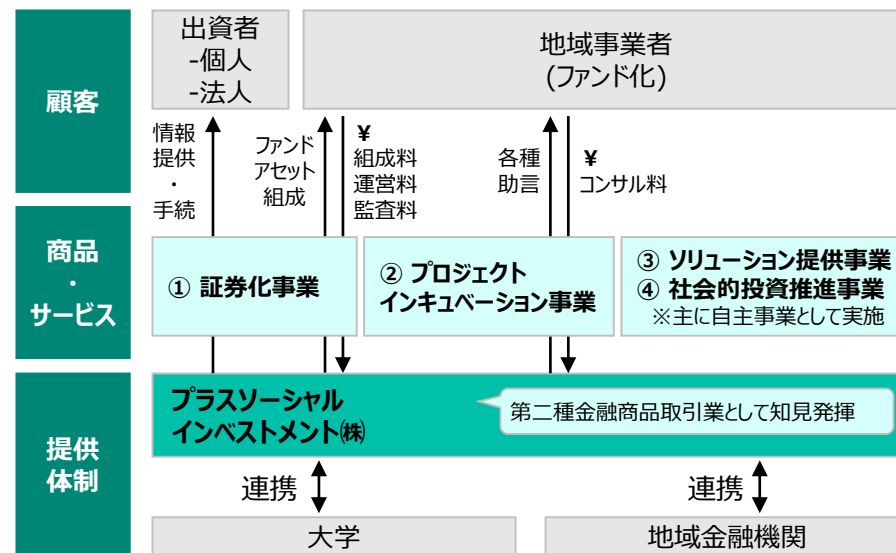 顧客
出資者
-個人
-法人
地域事業者
(ファンド化)
情報
提供
・
手続
ファンド
アセット
組成
¥
組成料
運営料
監査料
各種
助言
¥
コンサル料
商品
・
サービス
① 証券化事業
② プロジェクト
インキュベーション事業
③ ソリューション提供事業
④ 社会的投資推進事業
※主に自主事業として実施
提供
体制
プラスソーシャル
インベストメント㈱
第二種金融商品取引業として知見発揮
連携
連携
大学
地域金融機関